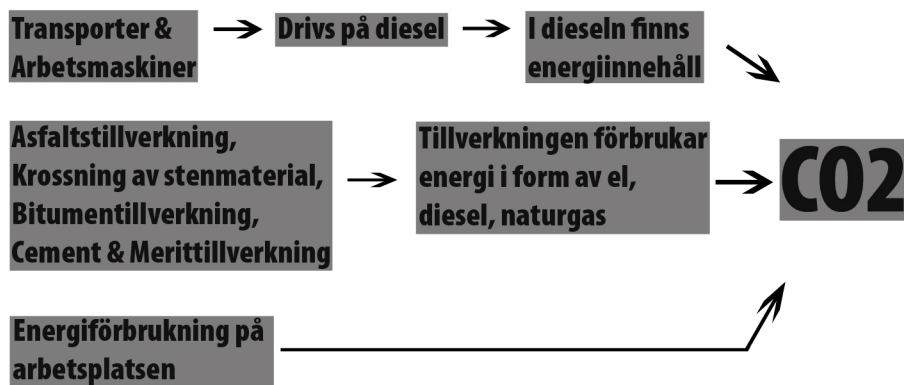 Transporter &
Arbetsmaskiner
Drivs på diesel
I dieseln finns
energiinnehåll
Asfaltstillverkning,
Krossning av stenmaterial,
Bitumentillverkning,
Cement & Merittillverkning
Tillverkningen förbrukar
energi i form av el,
diesel, naturgas
CO2
Energiförbrukning på
arbetsplatsen